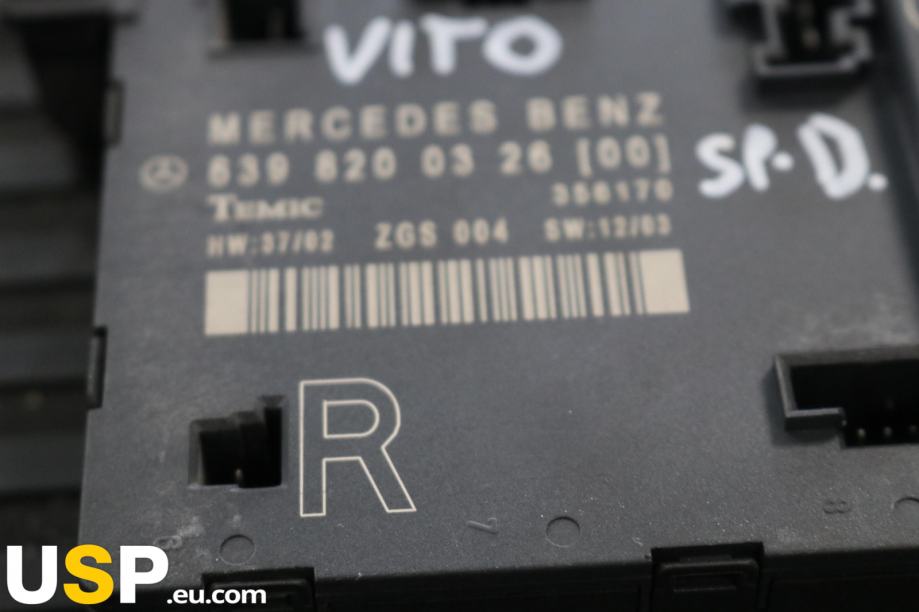 VITO
MERCEDES BENZ
639 820 03 26 [00]
SP-D.
TEMIC 356170
HW:37/02 ZGS 004 SW:12/03
R
USP.eu.com